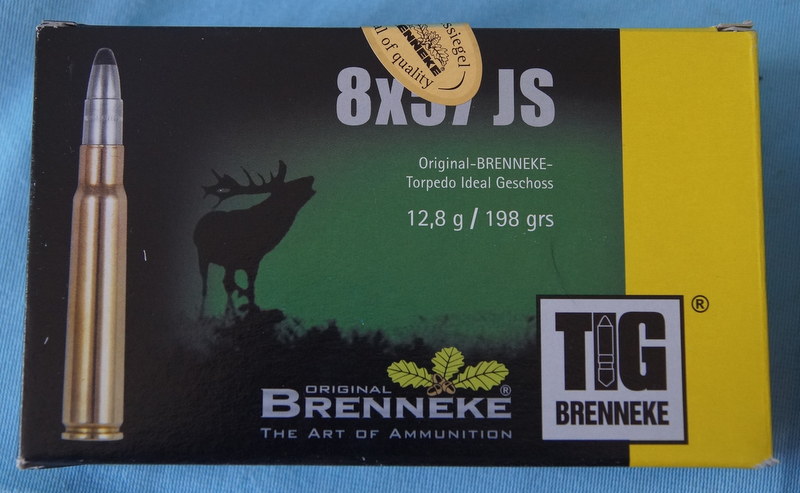 ssiegel
BRENNEKE
of quality
8x57 JS
Original-BRENNEKE-
Torpedo Ideal Geschoss
12,8 g / 198 grs
TIG
®
BRENNEKE
ORIGINAL
BRENNEKE®
THE ART OF AMMUNITION